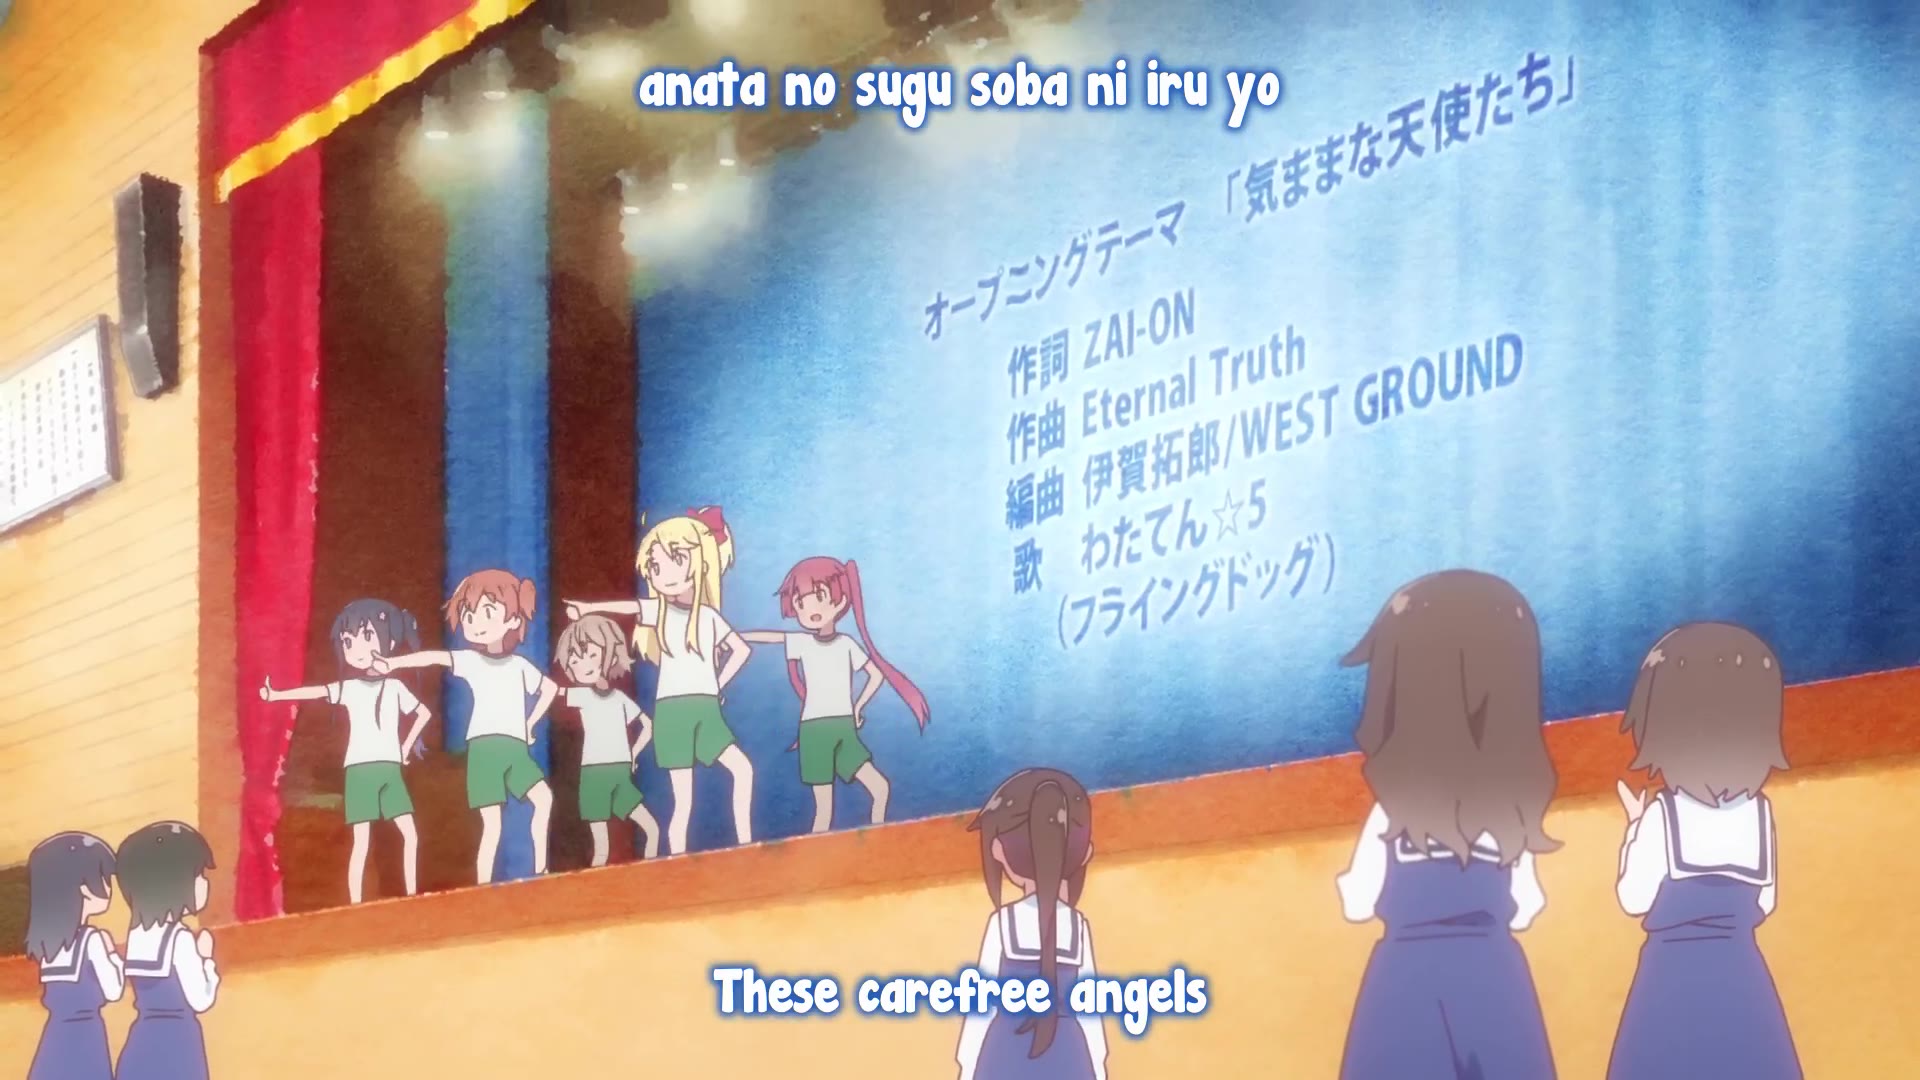 anata no sugu soba ni iru yo
オープニングテーマ 「気ままな天使たち」
作詞 ZAI-ON
作曲 Eternal Truth
編曲 伊賀拓郎/WEST GROUND
歌 わたてん☆5
(フライングドッグ)
These carefree angels